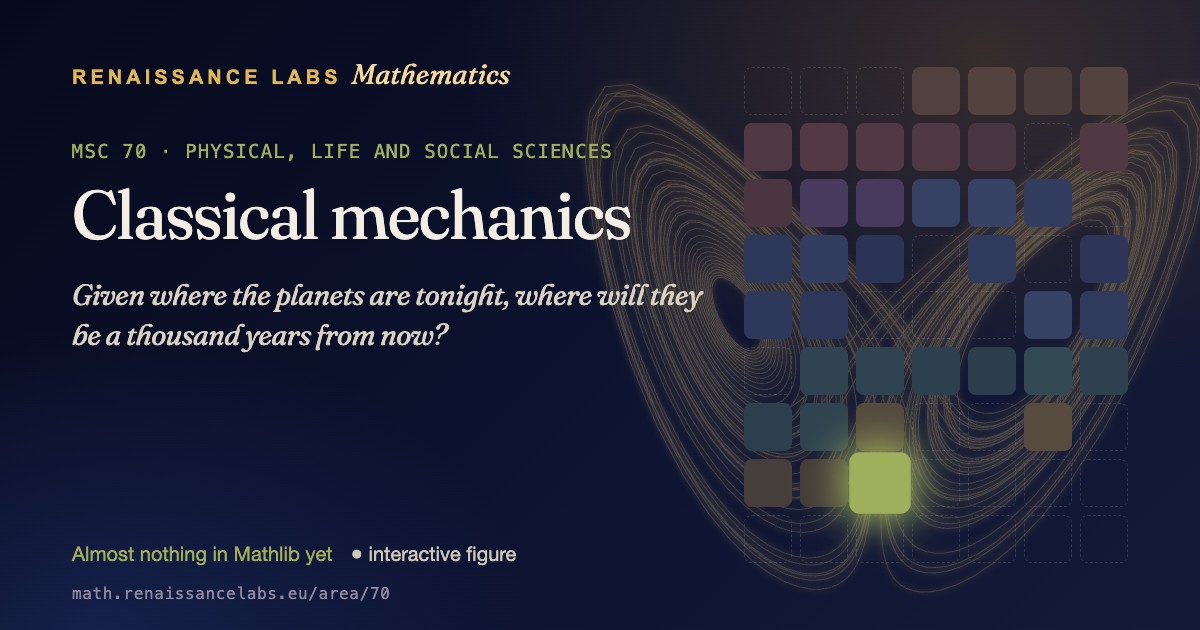 RENAISSANCE LABS Mathematics
MSC 70 · PHYSICAL, LIFE AND SOCIAL SCIENCES
Classical mechanics
Given where the planets are tonight, where will they
be a thousand years from now?
Almost nothing in Mathlib yet • interactive figure
math.renaissancelabs.eu/area/70